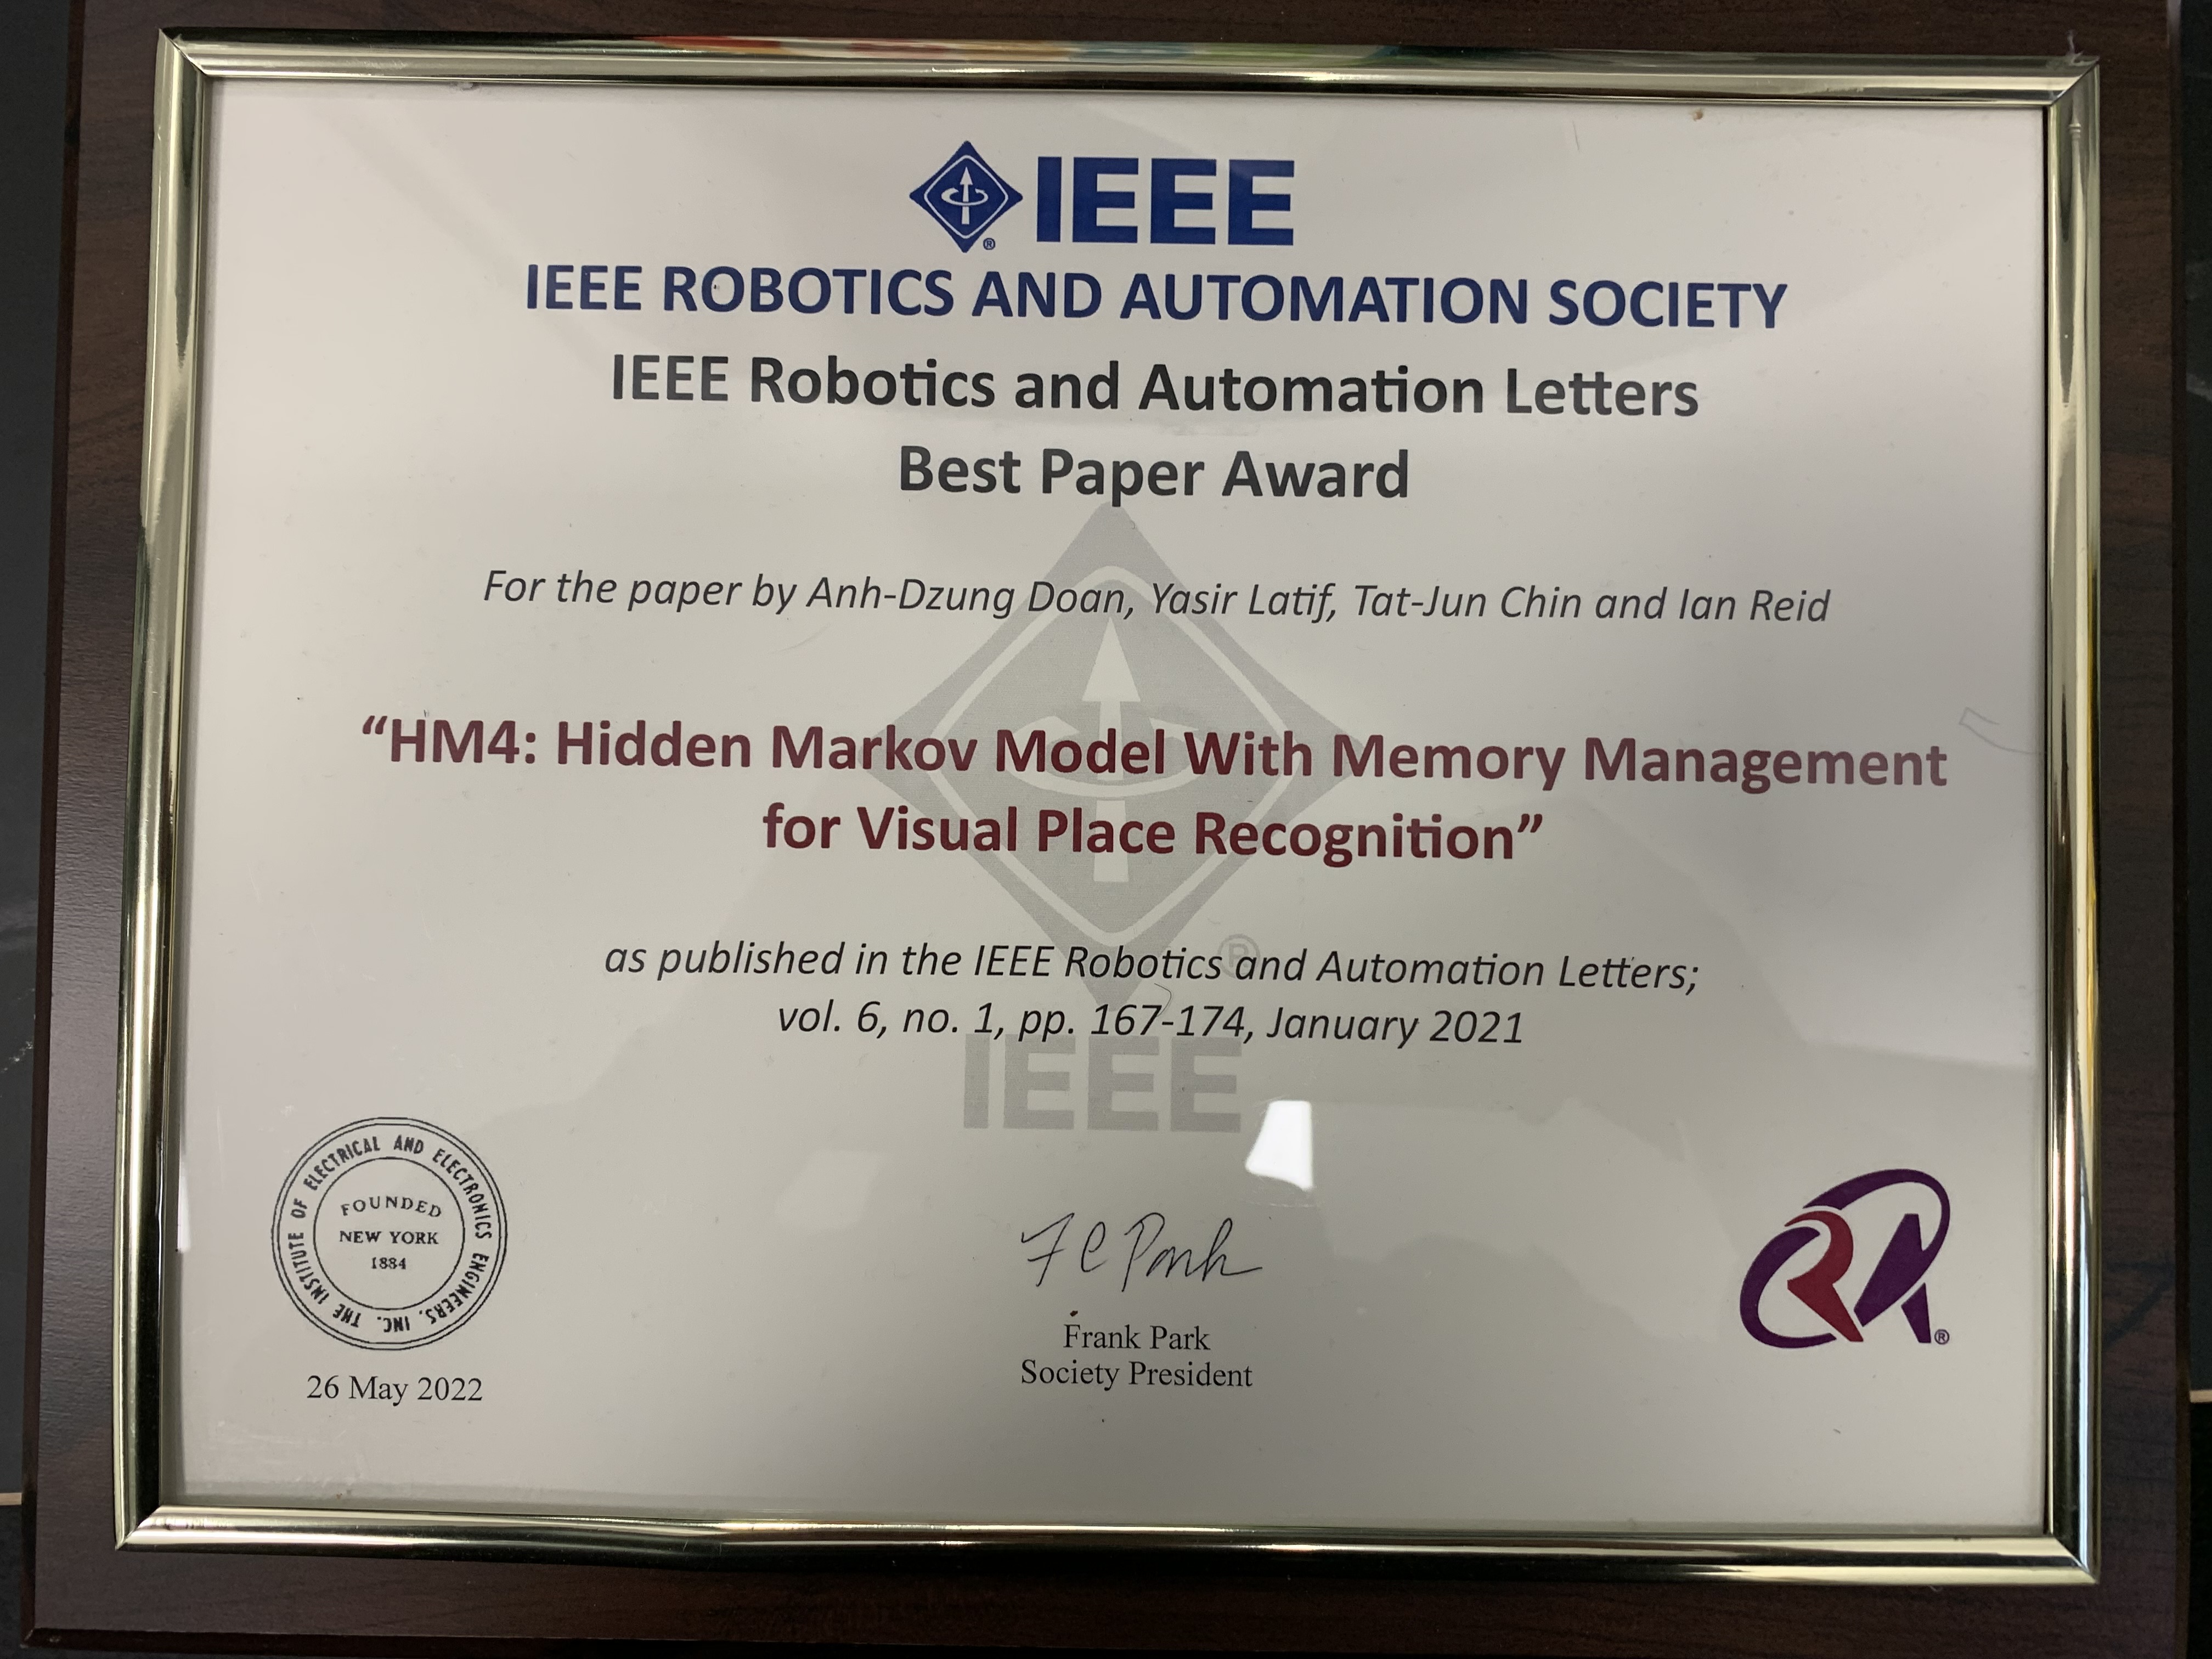 IEEE
IEEE ROBOTICS AND AUTOMATION SOCIETY
IEEE Robotics and Automation Letters
Best Paper Award
For the paper by Anh-Dzung Doan, Yasir Latif, Tat-Jun Chin and Ian Reid
“HM4: Hidden Markov Model With Memory Management
for Visual Place Recognition”
as published in the IEEE Robotics and Automation Letters;
vol. 6, no. 1, pp. 167-174, January 2021
IEEE
THE INSTITUTE OF ELECTRICAL AND ELECTRONICS ENGINEERS, INC.
FOUNDED
NEW YORK
1884
26 May 2022
F C Park
Frank Park
Society President
RA